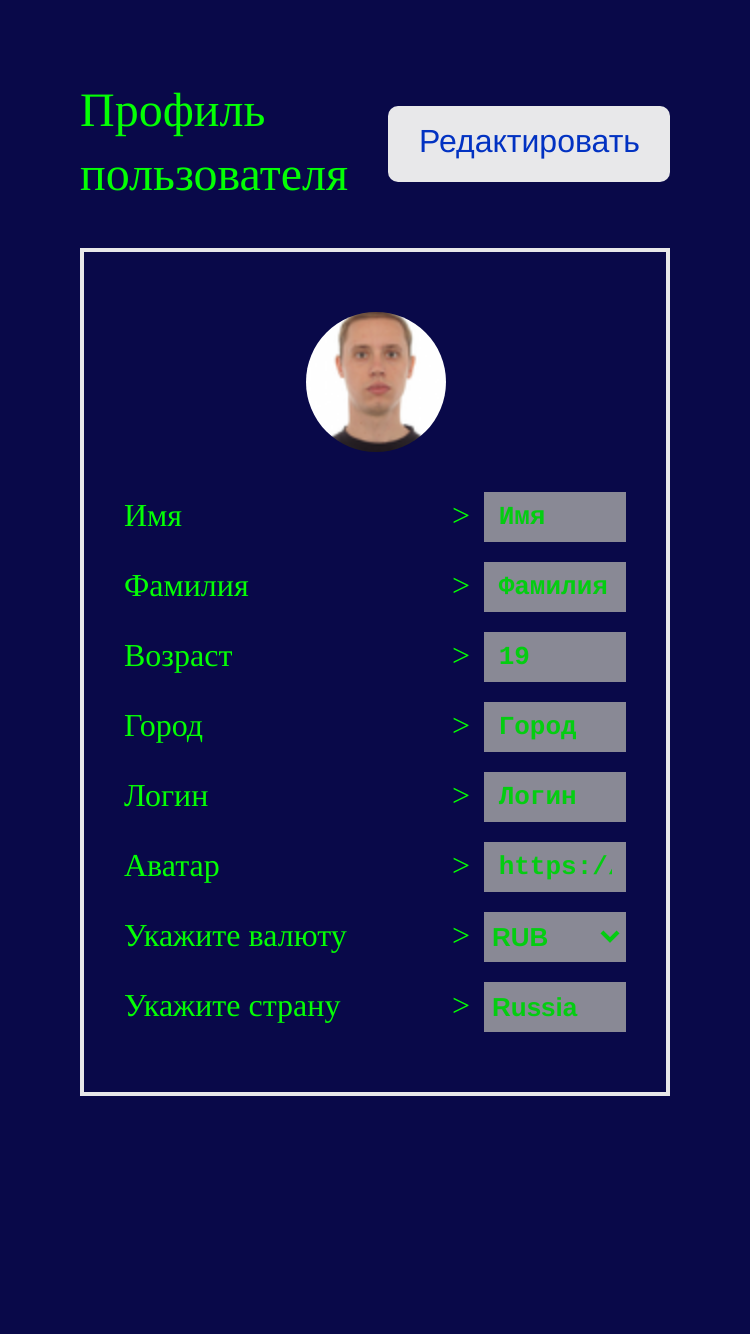 Профиль
пользователя
Редактировать
Имя > Имя
Фамилия > Фамилия
Возраст > 19
Город > Город
Логин > Логин
Аватар > https:/
Укажите валюту > RUB
Укажите страну > Russia